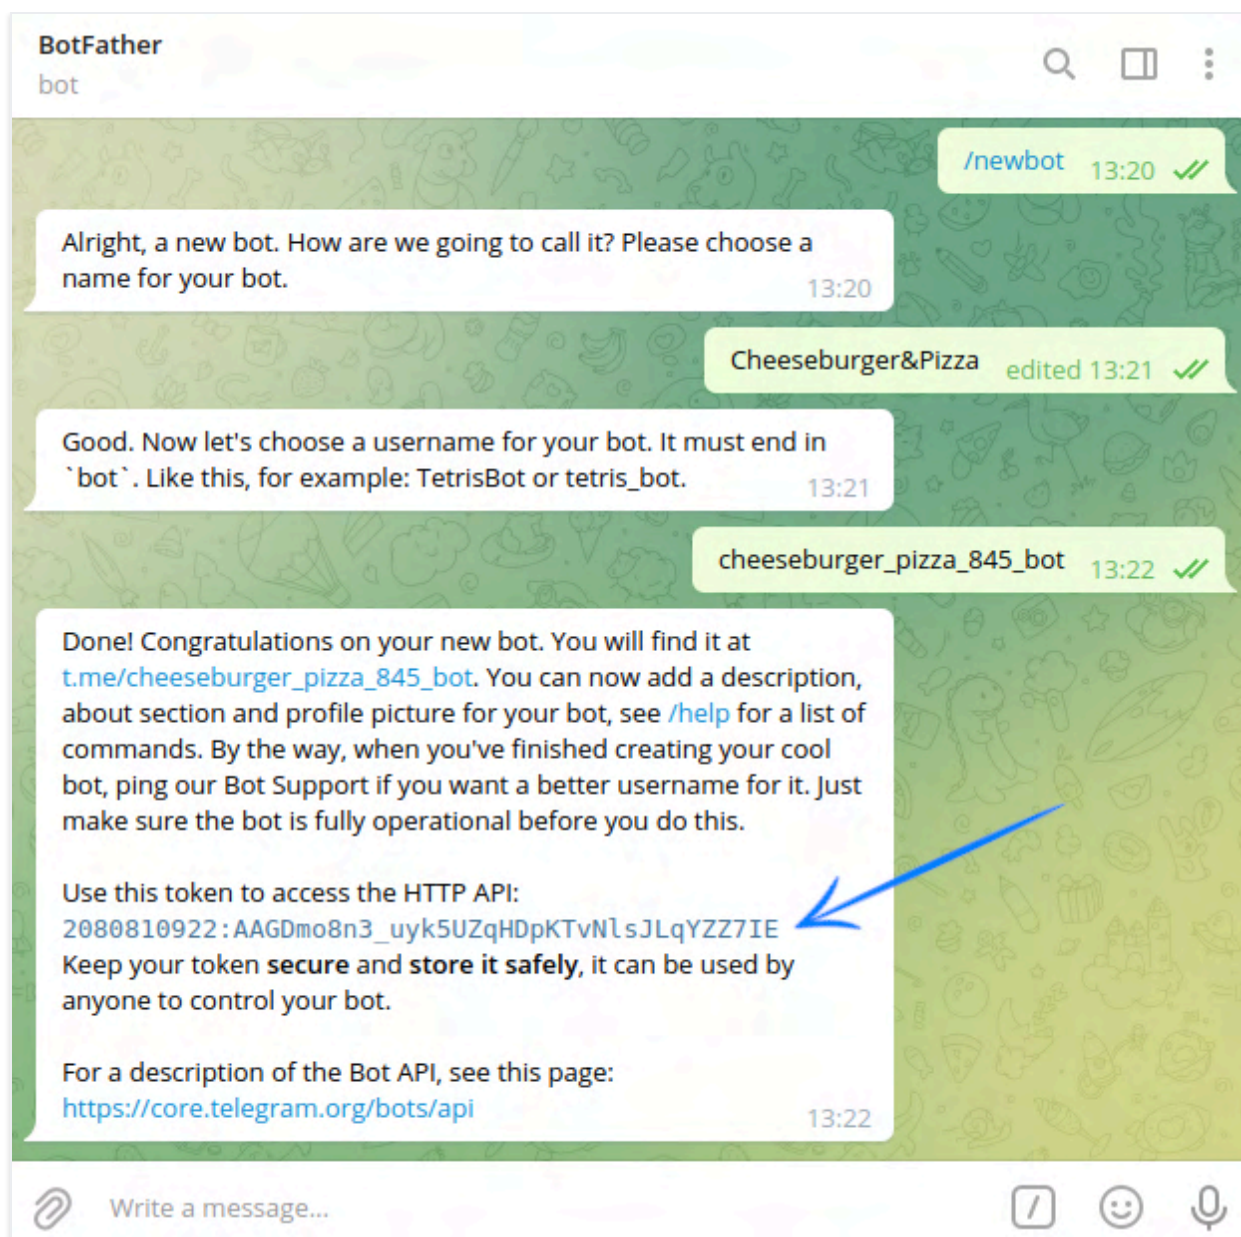 BotFather
bot
/newbot 13:20
Alright, a new bot. How are we going to call it? Please choose a
name for your bot.
13:20
Cheeseburger&Pizza edited 13:21
Good. Now let's choose a username for your bot. It must end in
`bot`. Like this, for example: TetrisBot or tetris_bot.
13:21
cheeseburger_pizza_845_bot 13:22
Done! Congratulations on your new bot. You will find it at
t.me/cheeseburger_pizza_845_bot. You can now add a description,
about section and profile picture for your bot, see /help for a list of
commands. By the way, when you've finished creating your cool
bot, ping our Bot Support if you want a better username for it. Just
make sure the bot is fully operational before you do this.
Use this token to access the HTTP API:
2080810922:AAGDmo8n3_uyk5UZqHDpKTvNlsJLqYZZ7IE
Keep your token secure and store it safely, it can be used by
anyone to control your bot.
For a description of the Bot API, see this page:
https://core.telegram.org/bots/api
13:22
Write a message...